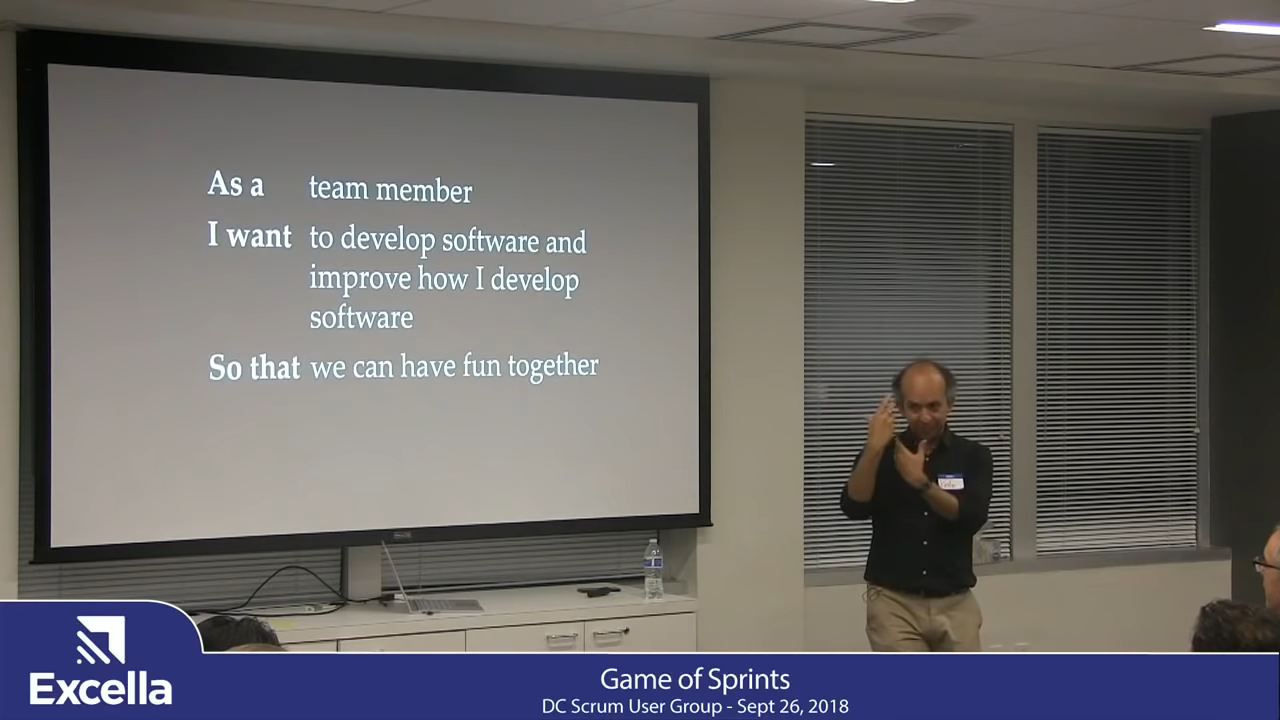 As a team member
I want to develop software and
improve how I develop
software
So that we can have fun together
Excella
Game of Sprints
DC Scrum User Group - Sept 26, 2018